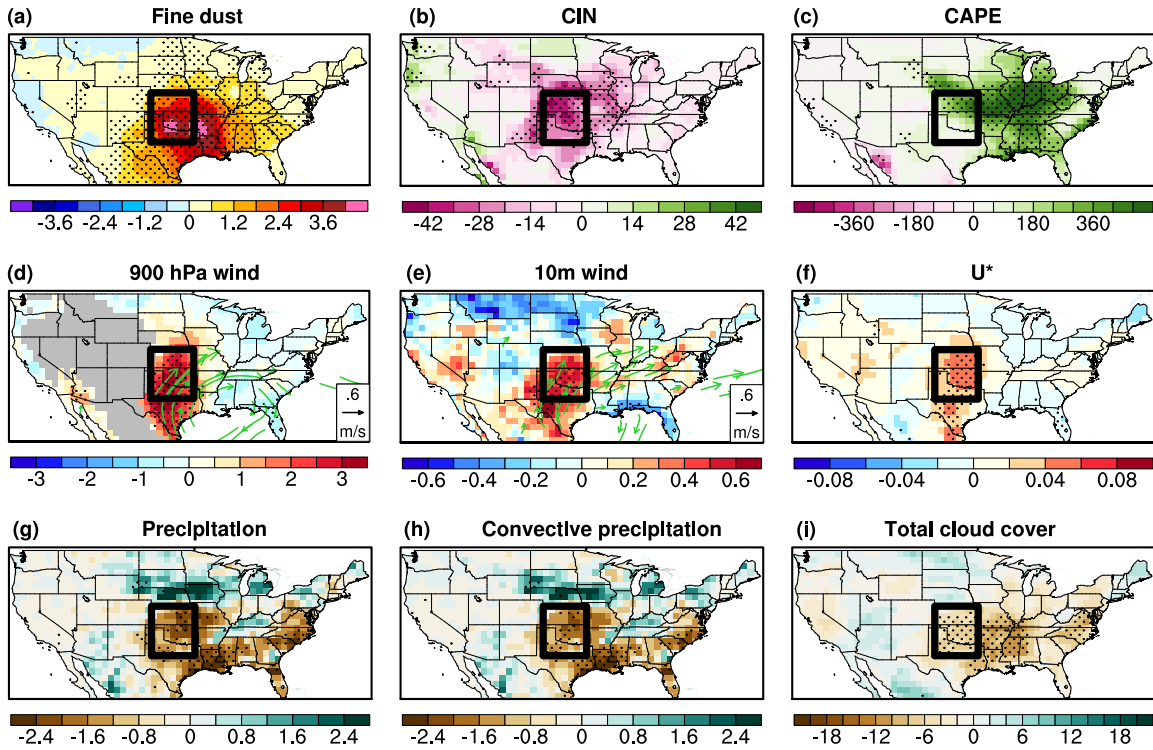 (a) Fine dust (b) CIN (c) CAPE
-3.6 -2.4 -1.2 0 1.2 2.4 3.6 -42 -28 -14 0 14 28 42 -360 -180 0 180 360
(d) 900 hPa wind (e) 10m wind (f) U*
.6 .6
m/s m/s
-3 -2 -1 0 1 2 3 -0.6 -0.4 -0.2 0 0.2 0.4 0.6 -0.08 -0.04 0 0.04 0.08
(g) Precipitation (h) Convective precipitation (i) Total cloud cover
-2.4 -1.6 -0.8 0 0.8 1.6 2.4 -2.4 -1.6 -0.8 0 0.8 1.6 2.4 -18 -12 -6 0 6 12 18